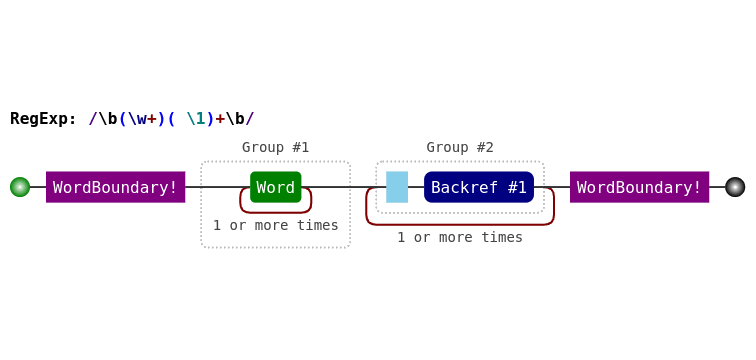 RegExp: /\b(\w+)( \1)+\b/
Group #1 Group #2
WordBoundary! Word Backref #1 WordBoundary!
1 or more times
1 or more times